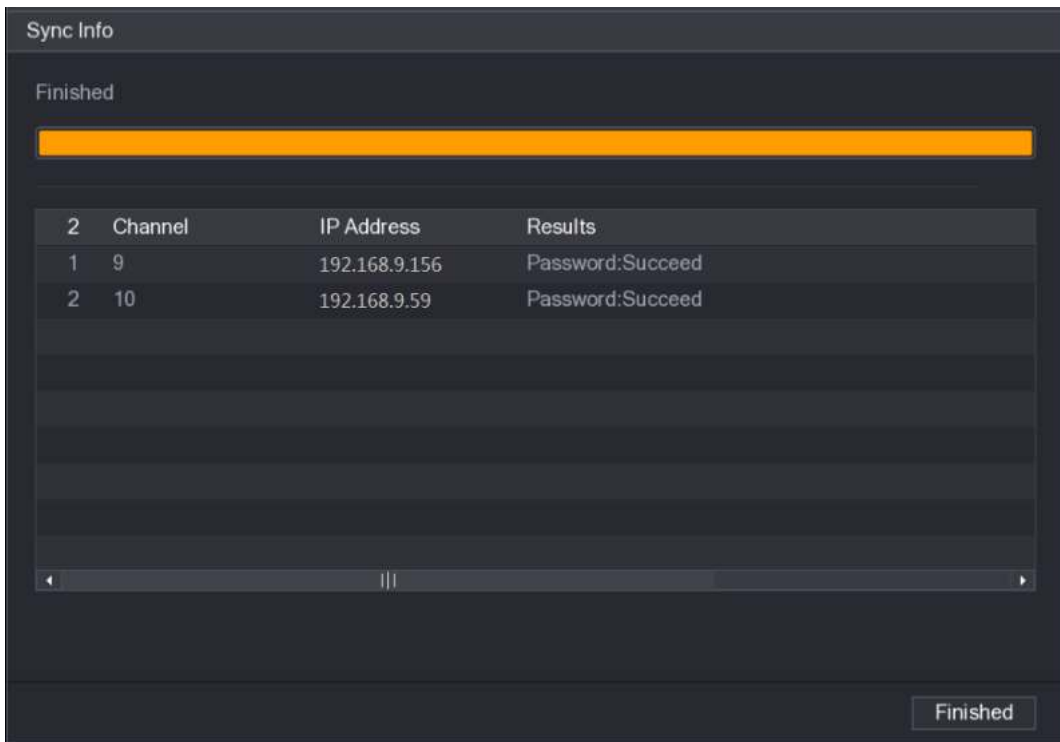 Sync Info
Finished
2 Channel IP Address Results
1 9 192.168.9.156 Password:Succeed
2 10 192.168.9.59 Password:Succeed
Finished